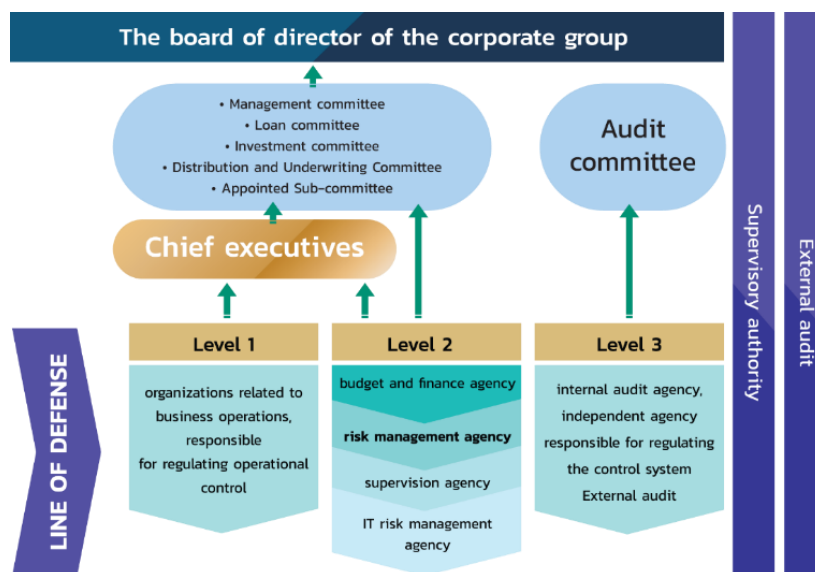 The board of director of the corporate group
• Management committee
• Loan committee
• Investment committee
• Distribution and Underwriting Committee
• Appointed Sub-committee
Audit
committee
Chief executives
LINE OF DEFENSE
Level 1
organizations related to
business operations,
responsible
for regulating operational
control
Level 2
budget and finance agency
risk management agency
supervision agency
IT risk management
agency
Level 3
internal audit agency,
independent agency
responsible for regulating
the control system
External audit
Supervisory authority
External audit